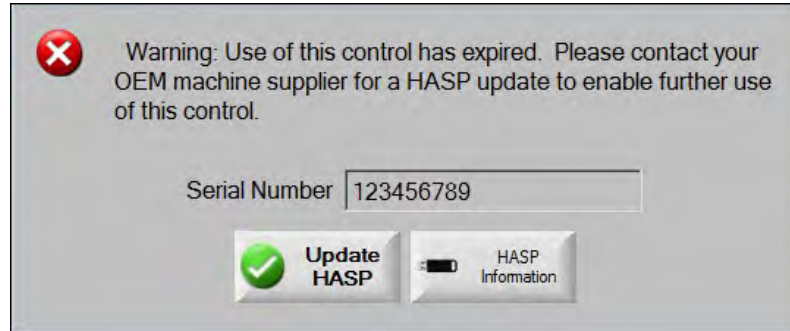 Warning: Use of this control has expired.  Please contact your
OEM machine supplier for a HASP update to enable further use
of this control.
Serial Number 123456789
Update HASP
HASP Information